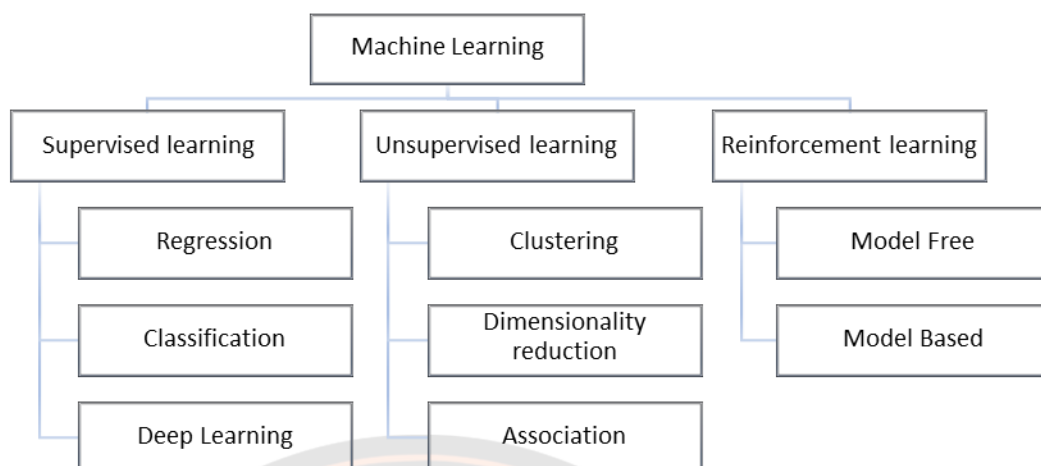 Machine Learning
Supervised learning
Unsupervised learning
Reinforcement learning
Regression
Clustering
Model Free
Classification
Dimensionality
reduction
Model Based
Deep Learning
Association